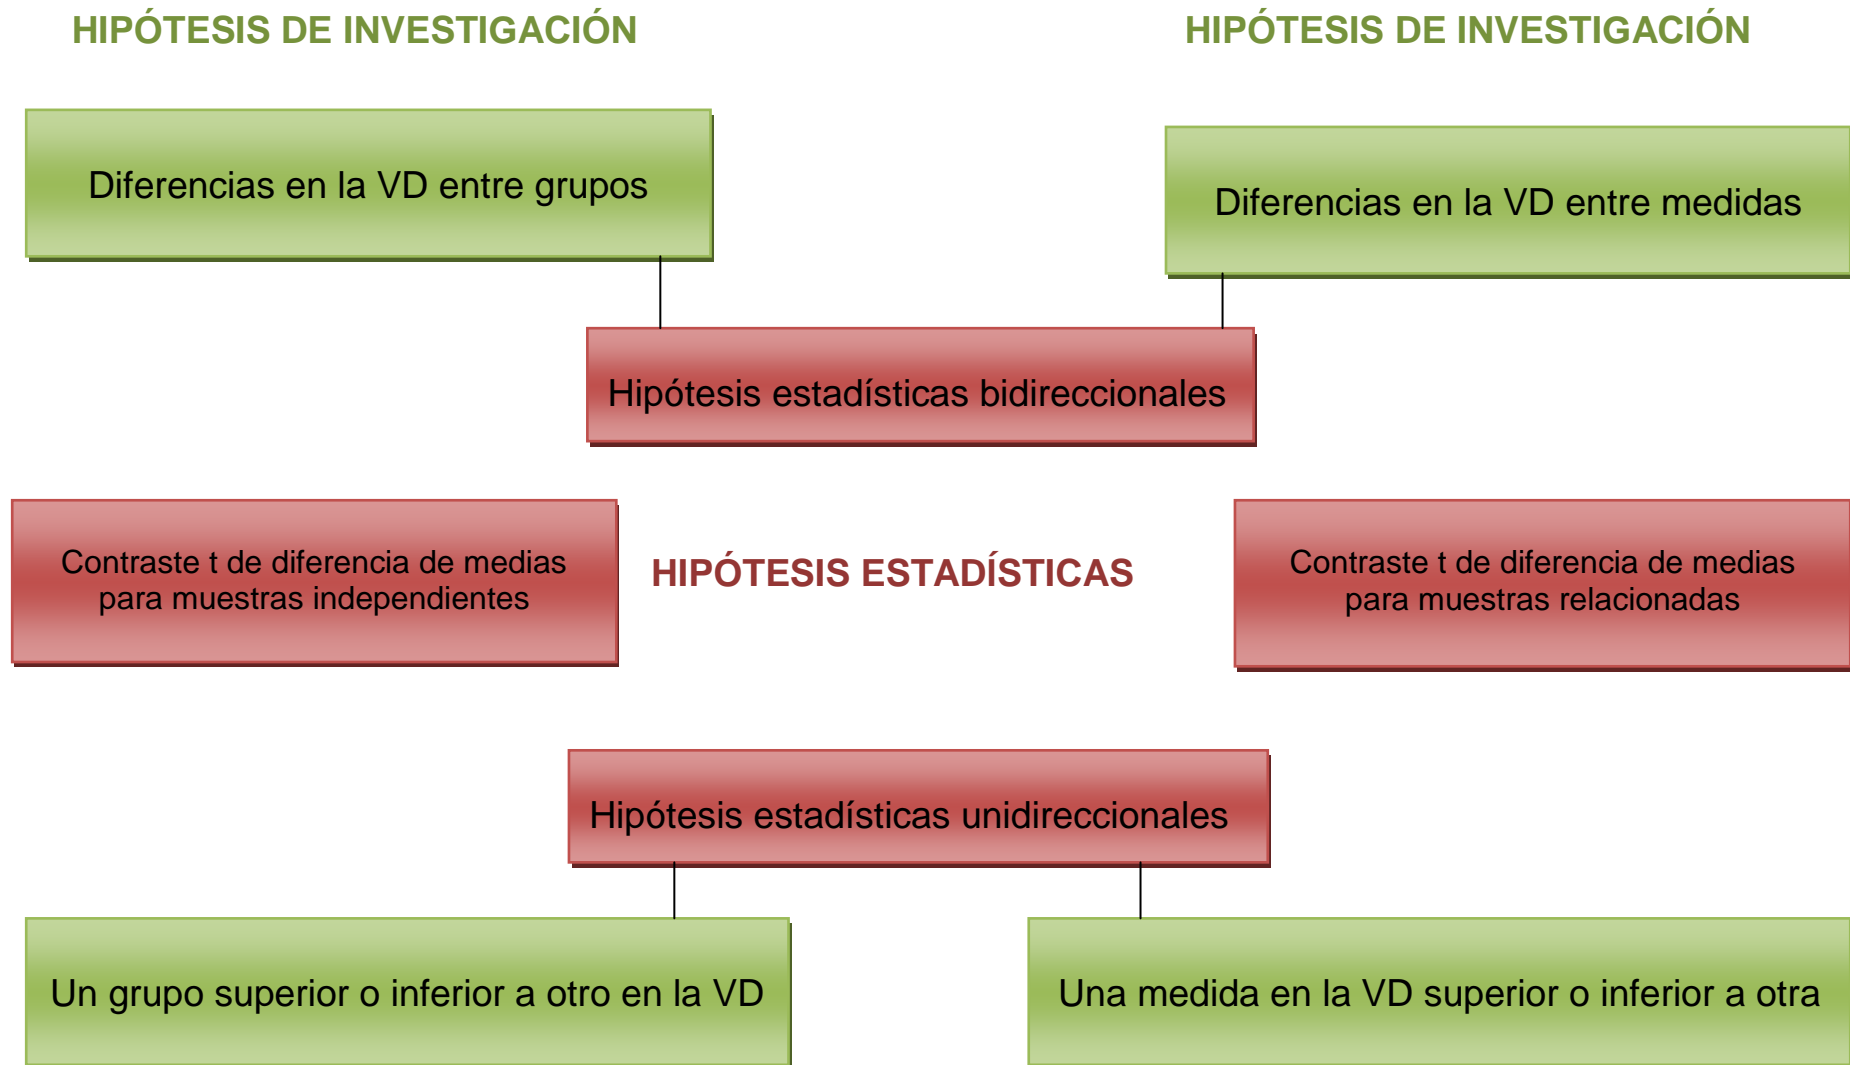 HIPÓTESIS DE INVESTIGACIÓN
HIPÓTESIS DE INVESTIGACIÓN
Diferencias en la VD entre grupos
Diferencias en la VD entre medidas
Hipótesis estadísticas bidireccionales
Contraste t de diferencia de medias
para muestras independientes
HIPÓTESIS ESTADÍSTICAS
Contraste t de diferencia de medias
para muestras relacionadas
Hipótesis estadísticas unidireccionales
Un grupo superior o inferior a otro en la VD
Una medida en la VD superior o inferior a otra